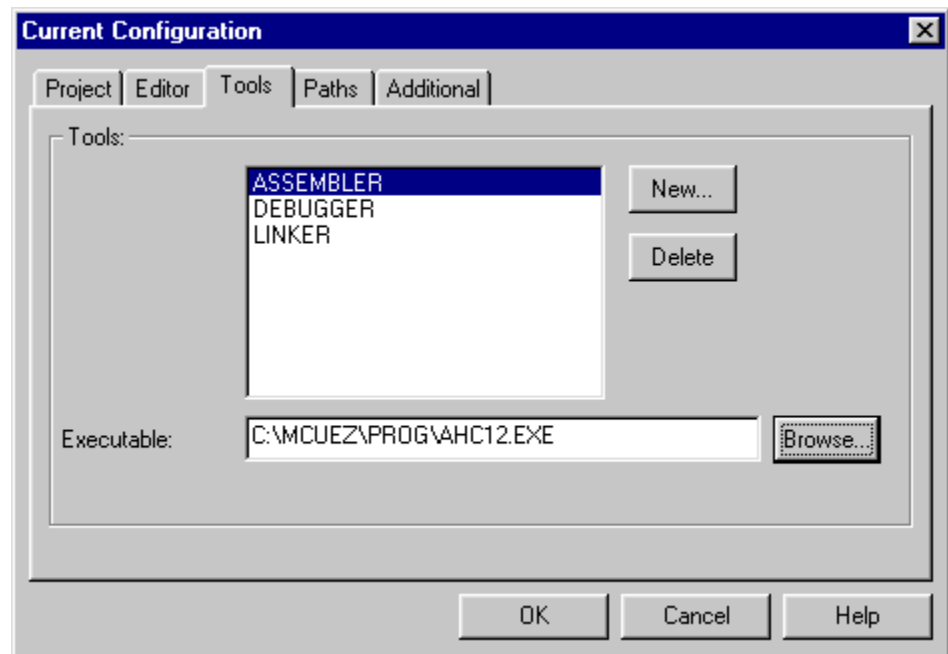 Current Configuration
Project Editor Tools Paths Additional
Tools:
ASSEMBLER
DEBUGGER
LINKER
New...
Delete
Executable:
C:\MCUEZ\PROG\AHC12.EXE
Browse...
OK Cancel Help